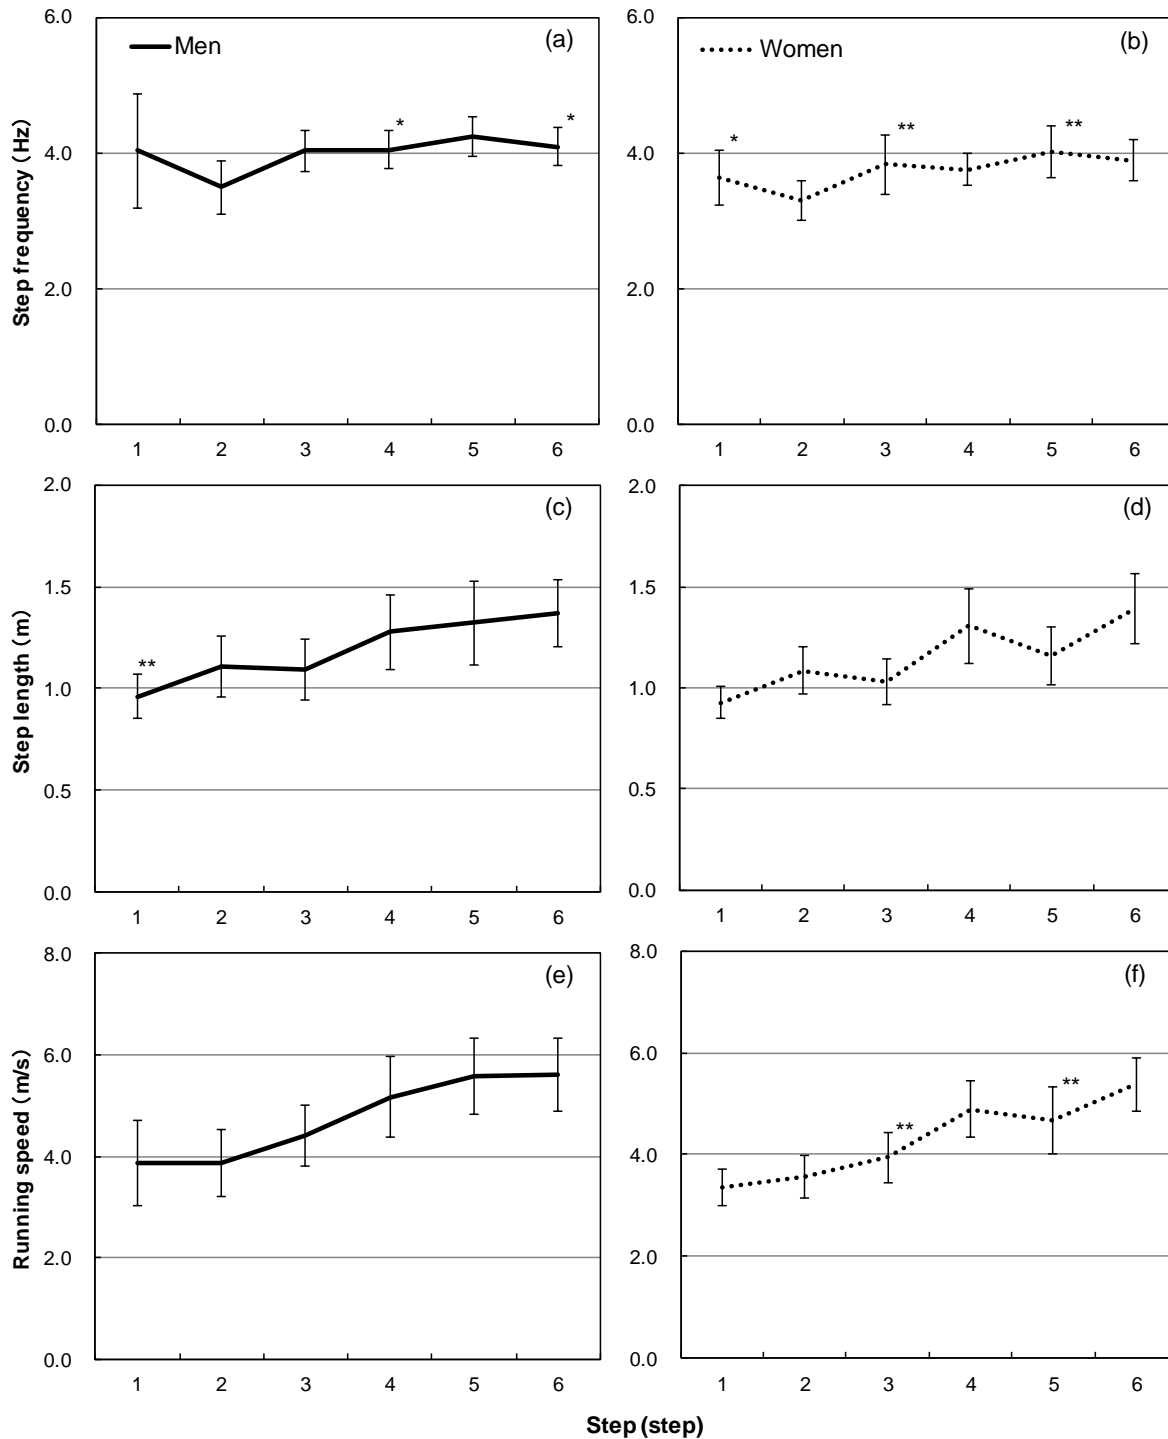 6.0 Men (a) 6.0 Women (b)
* * * ** **
4.0 4.0
2.0 2.0
0.0 0.0
Step frequency (Hz)
1 2 3 4 5 6 1 2 3 4 5 6
2.0 (c) 2.0 (d)
1.5 1.5
**
1.0 1.0
0.5 0.5
0.0 0.0
Step length (m)
1 2 3 4 5 6 1 2 3 4 5 6
8.0 (e) 8.0 (f)
6.0 6.0
** **
4.0 4.0
2.0 2.0
0.0 0.0
Running speed (m/s)
1 2 3 4 5 6 1 2 3 4 5 6
Step (step)